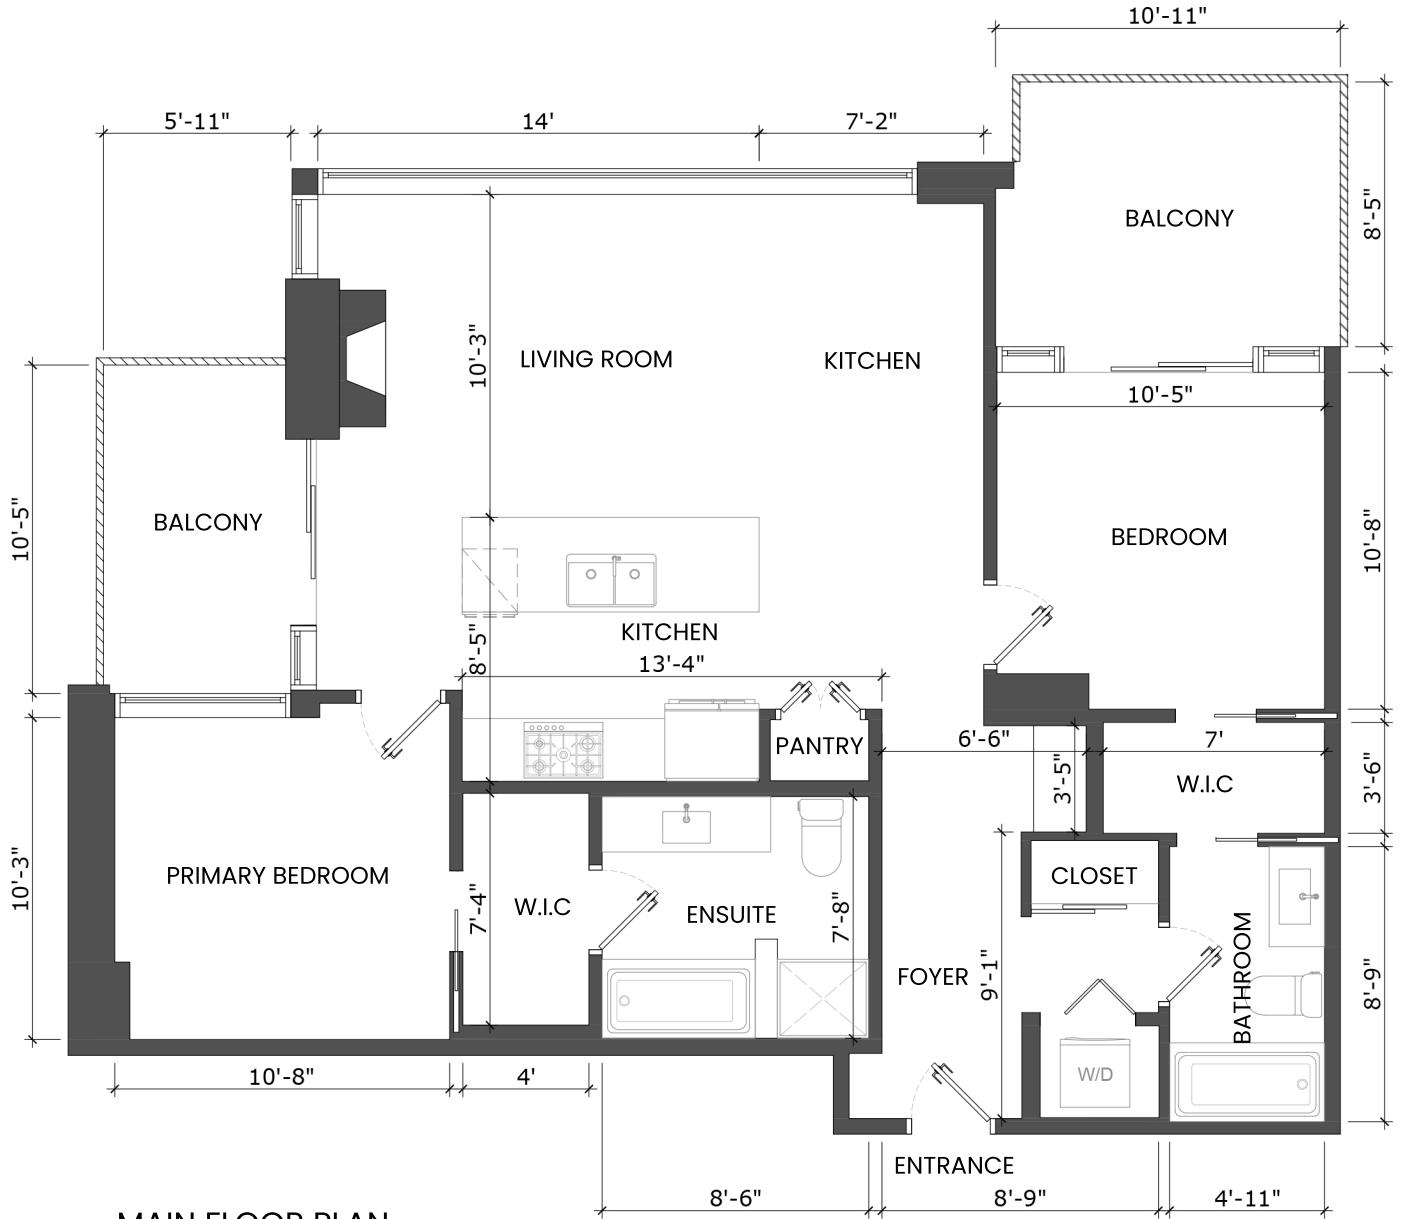 10'-11"
5'-11"
14'
7'-2"
BALCONY
8'-5"
10'-3"
LIVING ROOM
KITCHEN
10'-5"
10'-5"
BALCONY
BEDROOM
10'-8"
KITCHEN
8'-5"
13'-4"
PANTRY
6'-6"
7'
3'-5"
W.I.C
3'-6"
10'-3"
PRIMARY BEDROOM
7'-4"
W.I.C
ENSUITE
7'-8"
CLOSET
FOYER
9'-1"
BATHROOM
8'-9"
10'-8"
4'
W/D
ENTRANCE
8'-6"
8'-9"
4'-11"
MAIN FLOOR PLAN